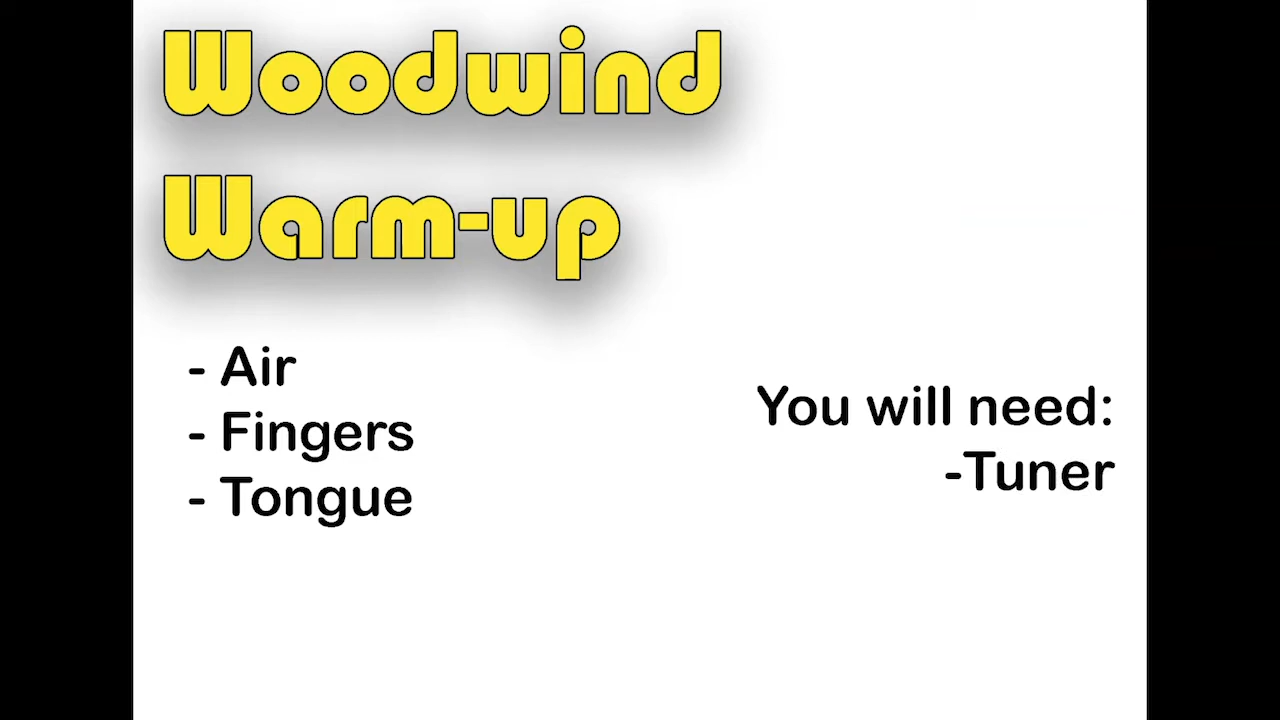 Woodwind
Warm-up
- Air
- Fingers
- Tongue
You will need:
-Tuner